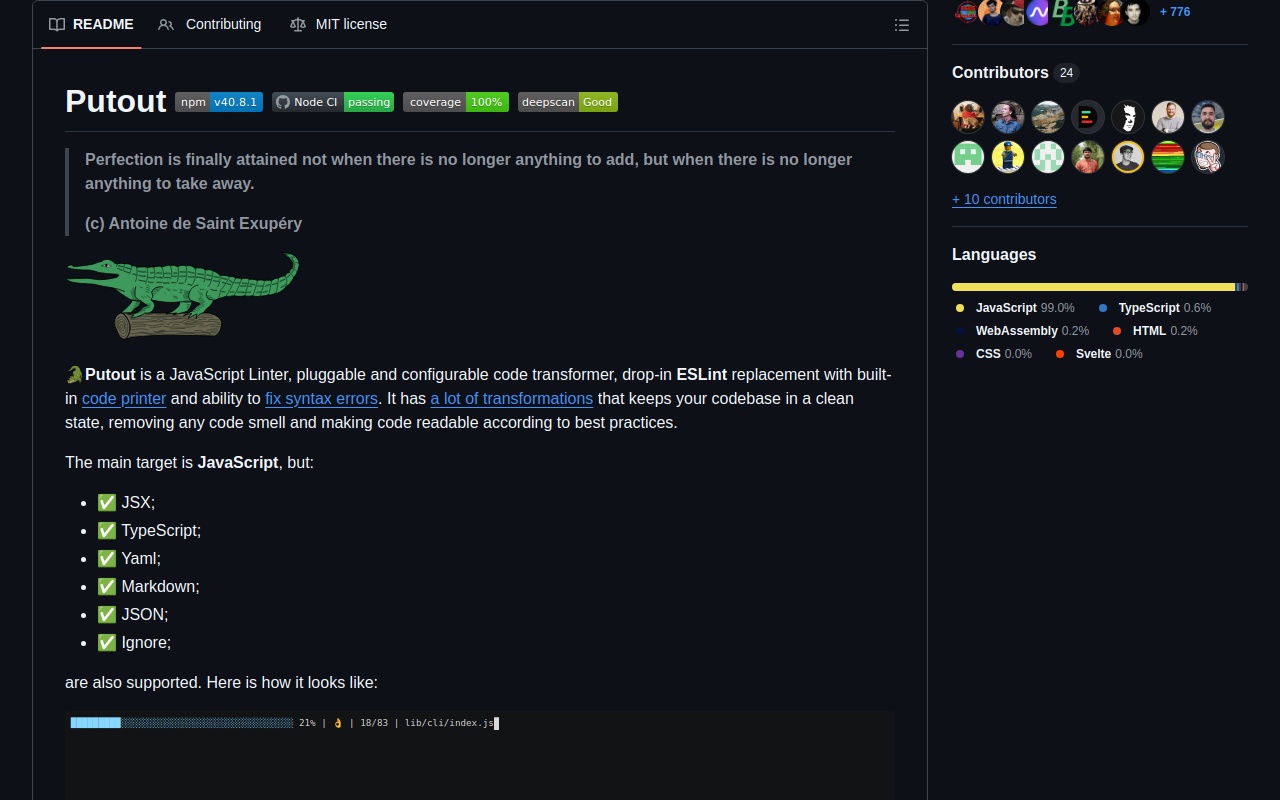 README
Contributing
MIT license
Putout npm v40.8.1 Node CI passing coverage 100% deepscan Good
Perfection is finally attained not when there is no longer anything to add, but when there is no longer
anything to take away.
(c) Antoine de Saint Exupéry
🐊Putout is a JavaScript Linter, pluggable and configurable code transformer, drop-in ESLint replacement with built-
in code printer and ability to fix syntax errors. It has a lot of transformations that keeps your codebase in a clean
state, removing any code smell and making code readable according to best practices.
The main target is JavaScript, but:
✅ JSX;
✅ TypeScript;
✅ Yaml;
✅ Markdown;
✅ JSON;
✅ Ignore;
are also supported. Here is how it looks like:
21% | 👌 | 18/83 | lib/cli/index.js
+ 776
Contributors 24
+ 10 contributors
Languages
JavaScript 99.0% TypeScript 0.6%
WebAssembly 0.2% HTML 0.2%
CSS 0.0% Svelte 0.0%